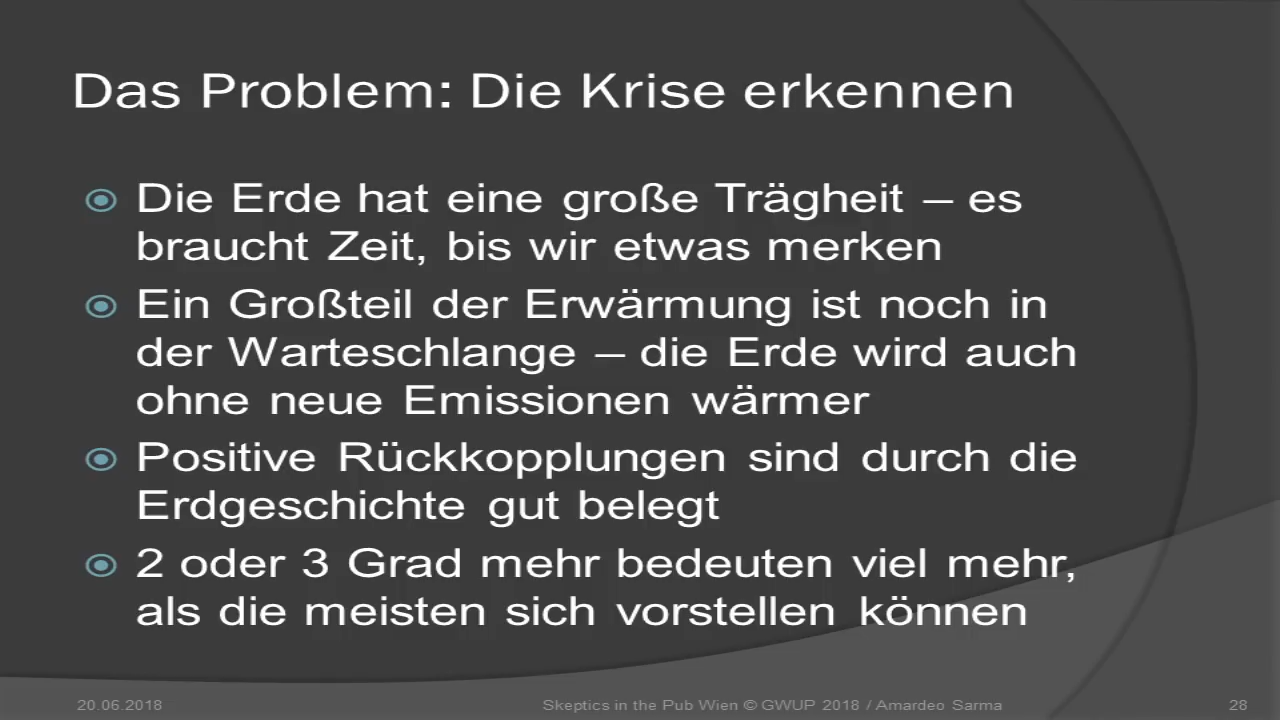 Das Problem: Die Krise erkennen
Die Erde hat eine große Trägheit – es
braucht Zeit, bis wir etwas merken
Ein Großteil der Erwärmung ist noch in
der Warteschlange – die Erde wird auch
ohne neue Emissionen wärmer
Positive Rückkopplungen sind durch die
Erdgeschichte gut belegt
2 oder 3 Grad mehr bedeuten viel mehr,
als die meisten sich vorstellen können
20.06.2018
Skeptics in the Pub Wien © GWUP 2018 / Amardeo Sarma
28